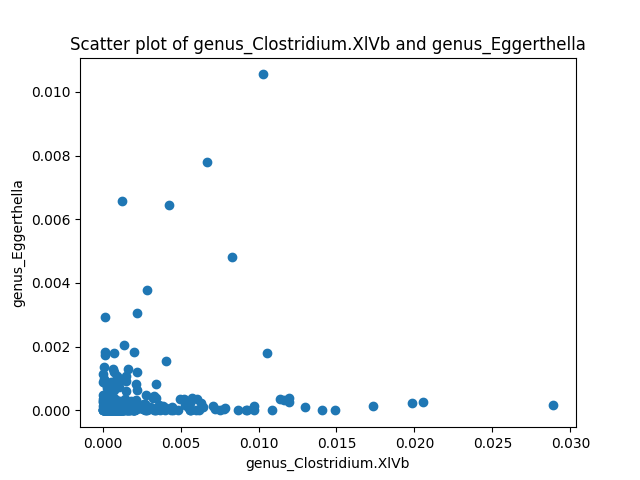 Scatter plot of genus_Clostridium.XlVb and genus_Eggerthella
0.010
0.008
0.006
0.004
0.002
0.000
genus_Eggerthella
0.000 0.005 0.010 0.015 0.020 0.025 0.030
genus_Clostridium.XlVb